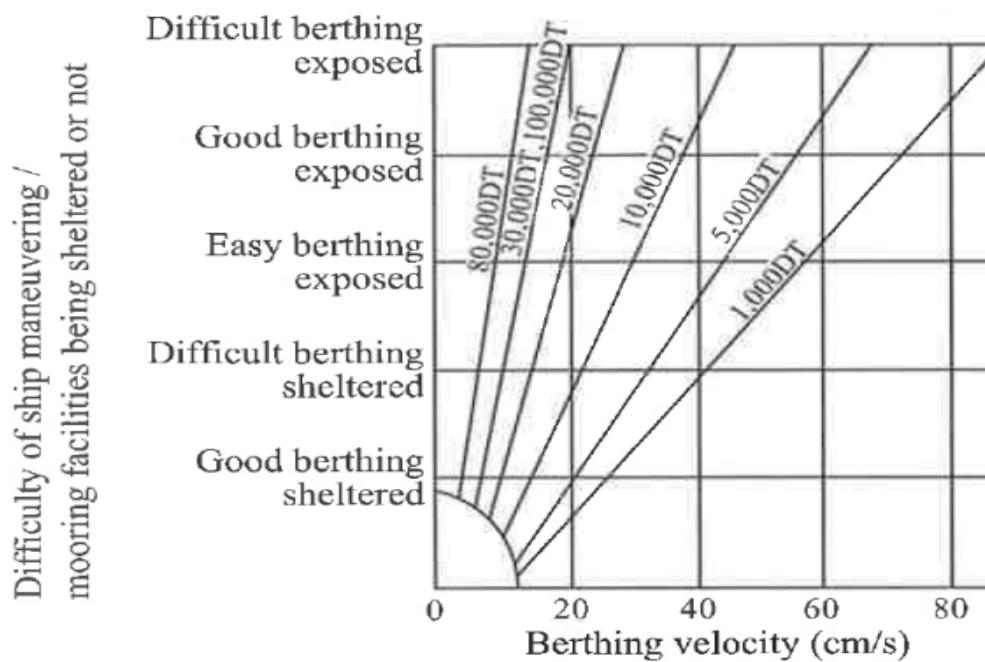 Difficulty of ship maneuvering /
mooring facilities being sheltered or not
Difficult berthing
exposed
Good berthing
exposed
Easy berthing
exposed
Difficult berthing
sheltered
Good berthing
sheltered
80,000DT
30,000DT,100,000DT
20,000DT
10,000DT
5,000DT
1,000DT
0 20 40 60 80
Berthing velocity (cm/s)